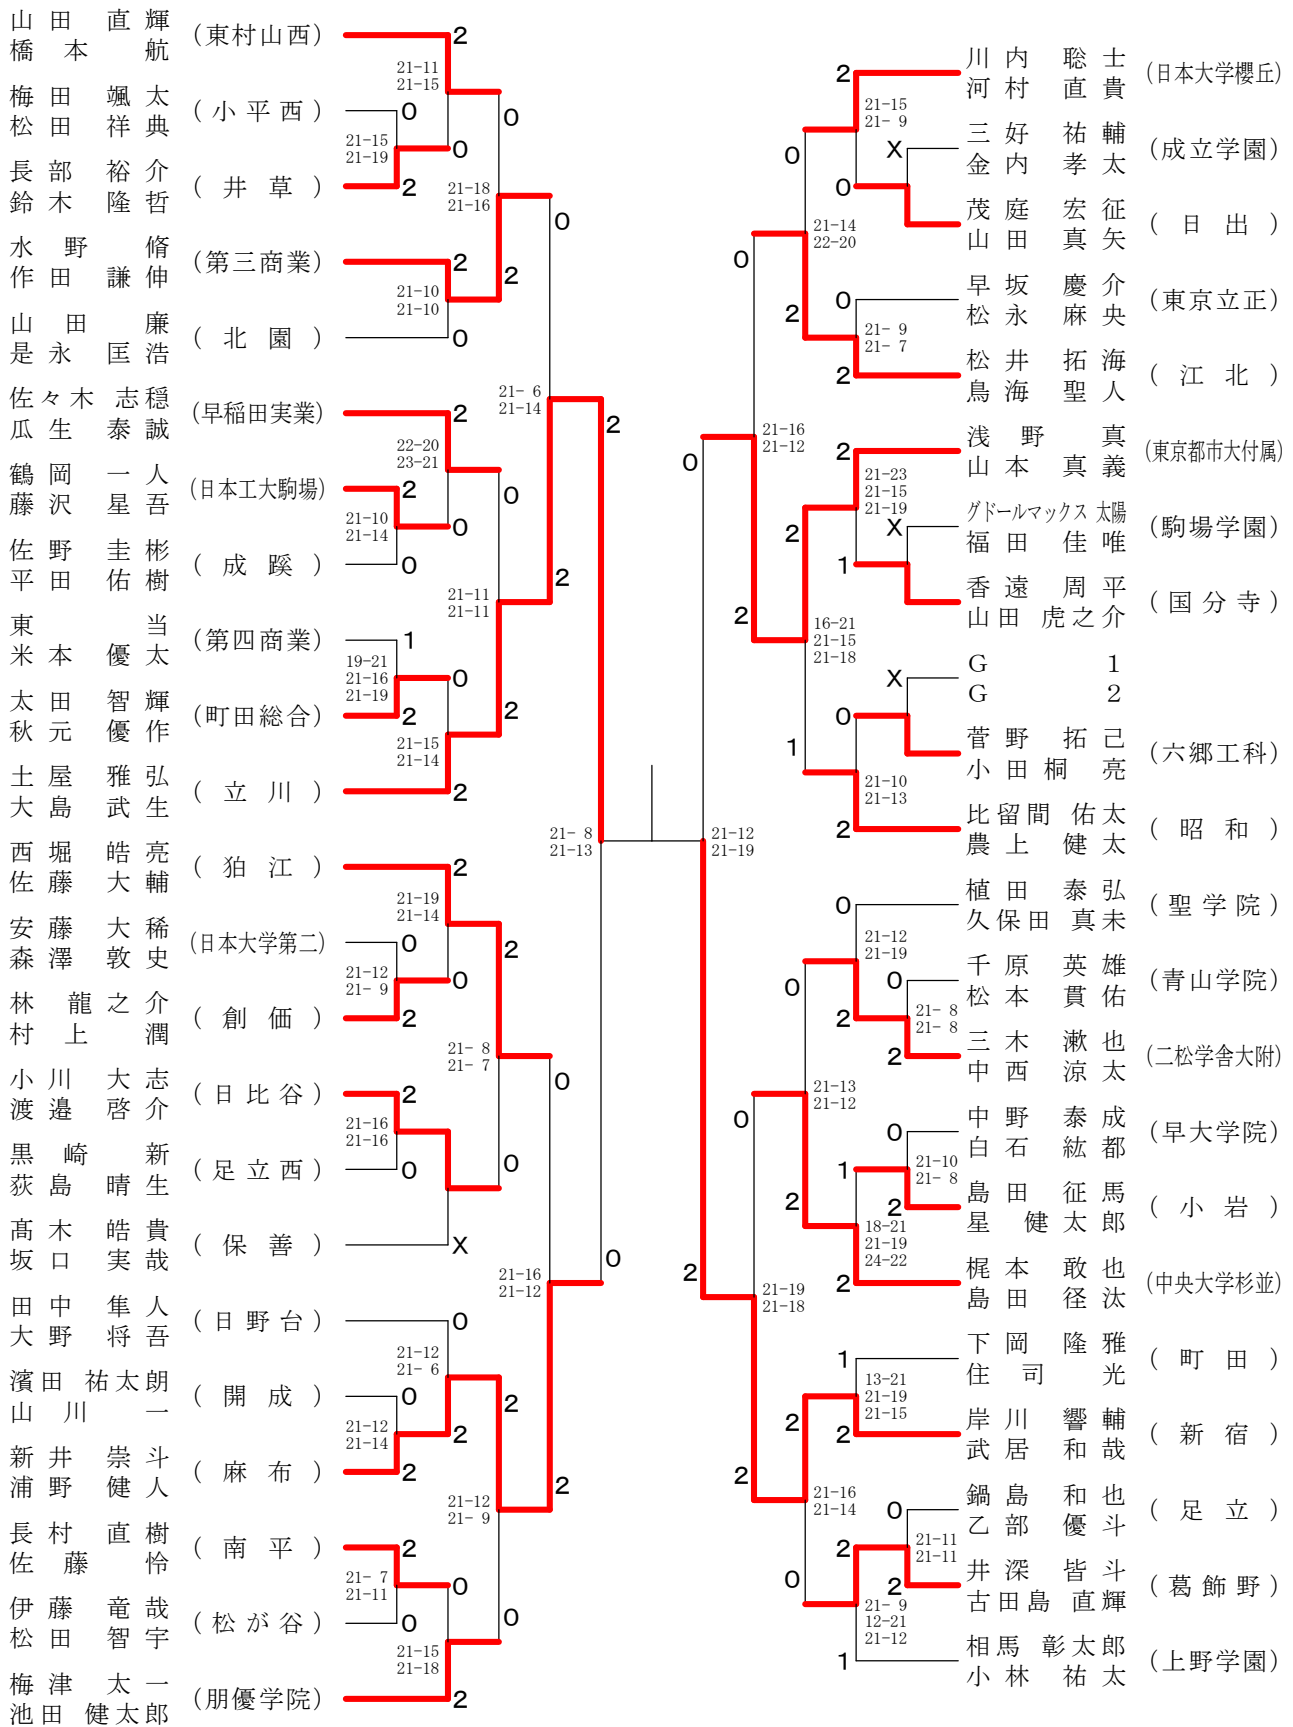 山田 直輝
橋本 航
(東村山西)
2
21-11
21-15
梅田 颯太
松田 祥典
(小平西)
0
21-15
21-19
0
長部 裕介
鈴木 隆哲
(井草)
2
0
21-18
21-16
0
水野 脩
作田 謙伸
(第三商業)
2
21-10
21-10
2
山田 廉
是永 匡浩
(北園)
0
21- 6
21-14
2
佐々木 志穏
瓜生 泰誠
(早稲田実業)
2
22-20
23-21
0
鶴岡 一人
藤沢 星吾
(日本工大駒場)
2
21-10
21-14
0
佐野 圭彬
平田 佑樹
(成蹊)
0
21-11
21-11
2
東 当
米本 優太
(第四商業)
1
19-21
21-16
21-19
0
太田 智輝
秋元 優作
(町田総合)
2
21-15
21-14
2
土屋 雅弘
大島 武生
(立川)
2
21- 8
21-13
西堀 皓亮
佐藤 大輔
(狛江)
2
21-19
21-14
2
安藤 大稀
森澤 敦史
(日本大学第二)
0
21-12
21- 9
0
林 龍之介
村上 潤
(創価)
2
21- 8
21- 7
0
小川 大志
渡邉 啓介
(日比谷)
2
21-16
21-16
黒崎 新
荻島 晴生
(足立西)
0
0
髙木 皓貴
坂口 実哉
(保善)
X
21-16
21-12
0
田中 隼人
大野 将吾
(日野台)
0
21-12
21- 6
2
濱田 祐太朗
山川 一
(開成)
0
21-12
21-14
2
新井 崇斗
浦野 健人
(麻布)
2
21-12
21- 9
2
長村 直樹
佐藤 怜
(南平)
2
21- 7
21-11
0
伊藤 竜哉
松田 智宇
(松が谷)
0
21-15
21-18
0
梅津 太一
池田 健太郎
(朋優学院)
2
2
川内 聡士
河村 直貴
(日本大学櫻丘)
21-15
21- 9
0
X
三好 祐輔
金内 孝太
(成立学園)
0
茂庭 宏征
山田 真矢
(日出)
21-14
22-20
0
0
早坂 慶介
松永 麻央
(東京立正)
2
21- 9
21- 7
2
松井 拓海
鳥海 聖人
(江北)
21-16
21-12
0
2
浅野 真
山本 真義
(東京都市大付属)
21-23
21-15
21-19
2
X
グドールマックス 太陽
福田 佳唯
(駒場学園)
1
香遠 周平
山田 虎之介
(国分寺)
2
16-21
21-15
21-18
X
G 1
G 2
0
1
菅野 拓己
小田桐 亮
(六郷工科)
21-10
21-13
2
比留間 佑太
農上 健太
(昭和)
21-12
21-19
0
植田 泰弘
久保田 真未
(聖学院)
21-12
21-19
0
0
千原 英雄
松本 貫佑
(青山学院)
2
21- 8
21- 8
2
三木 漱也
中西 涼太
(二松学舎大附)
21-13
21-12
0
0
中野 泰成
白石 紘都
(早大学院)
1
21-10
21- 8
2
2
島田 征馬
星 健太郎
(小岩)
18-21
21-19
24-22
2
梶本 敢也
島田 径汰
(中央大学杉並)
2
21-19
21-18
1
下岡 隆雅
住司 光
(町田)
13-21
21-19
21-15
2
2
岸川 響輔
武居 和哉
(新宿)
2
21-16
21-14
0
鍋島 和也
乙部 優斗
(足立)
2
21-11
21-11
0
2
井深 皆斗
古田島 直輝
(葛飾野)
21- 9
12-21
21-12
1
相馬 彰太郎
小林 祐太
(上野学園)